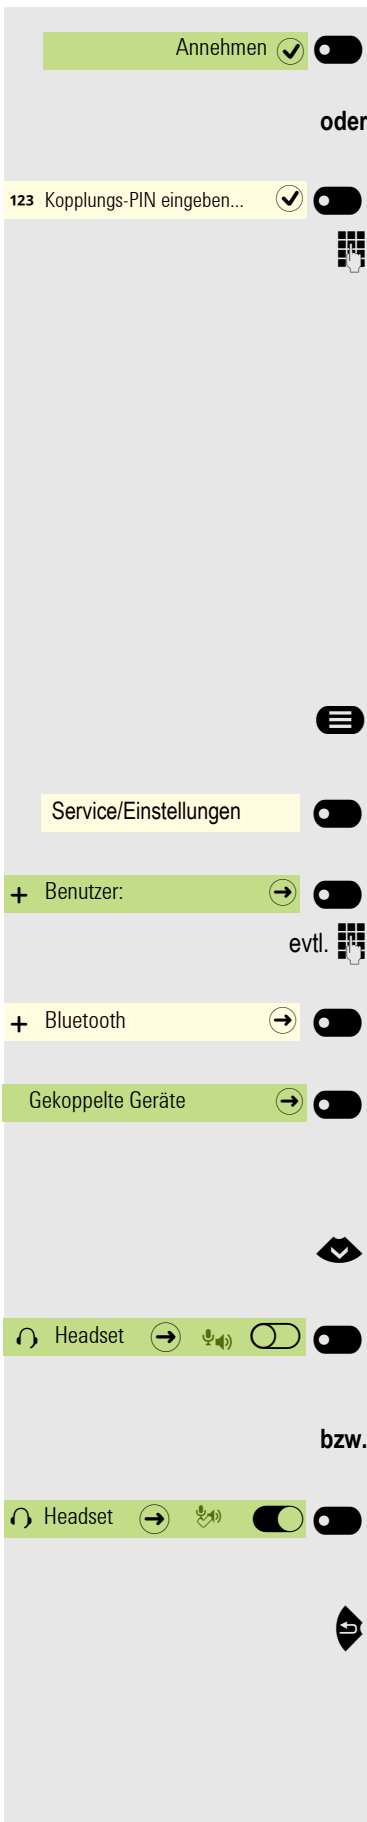 Annehmen
oder
123 Kopplungs-PIN eingeben...
Service/Einstellungen
+ Benutzer:
evtl.
+ Bluetooth
Gekoppelte Geräte
Headset
bzw.
Headset